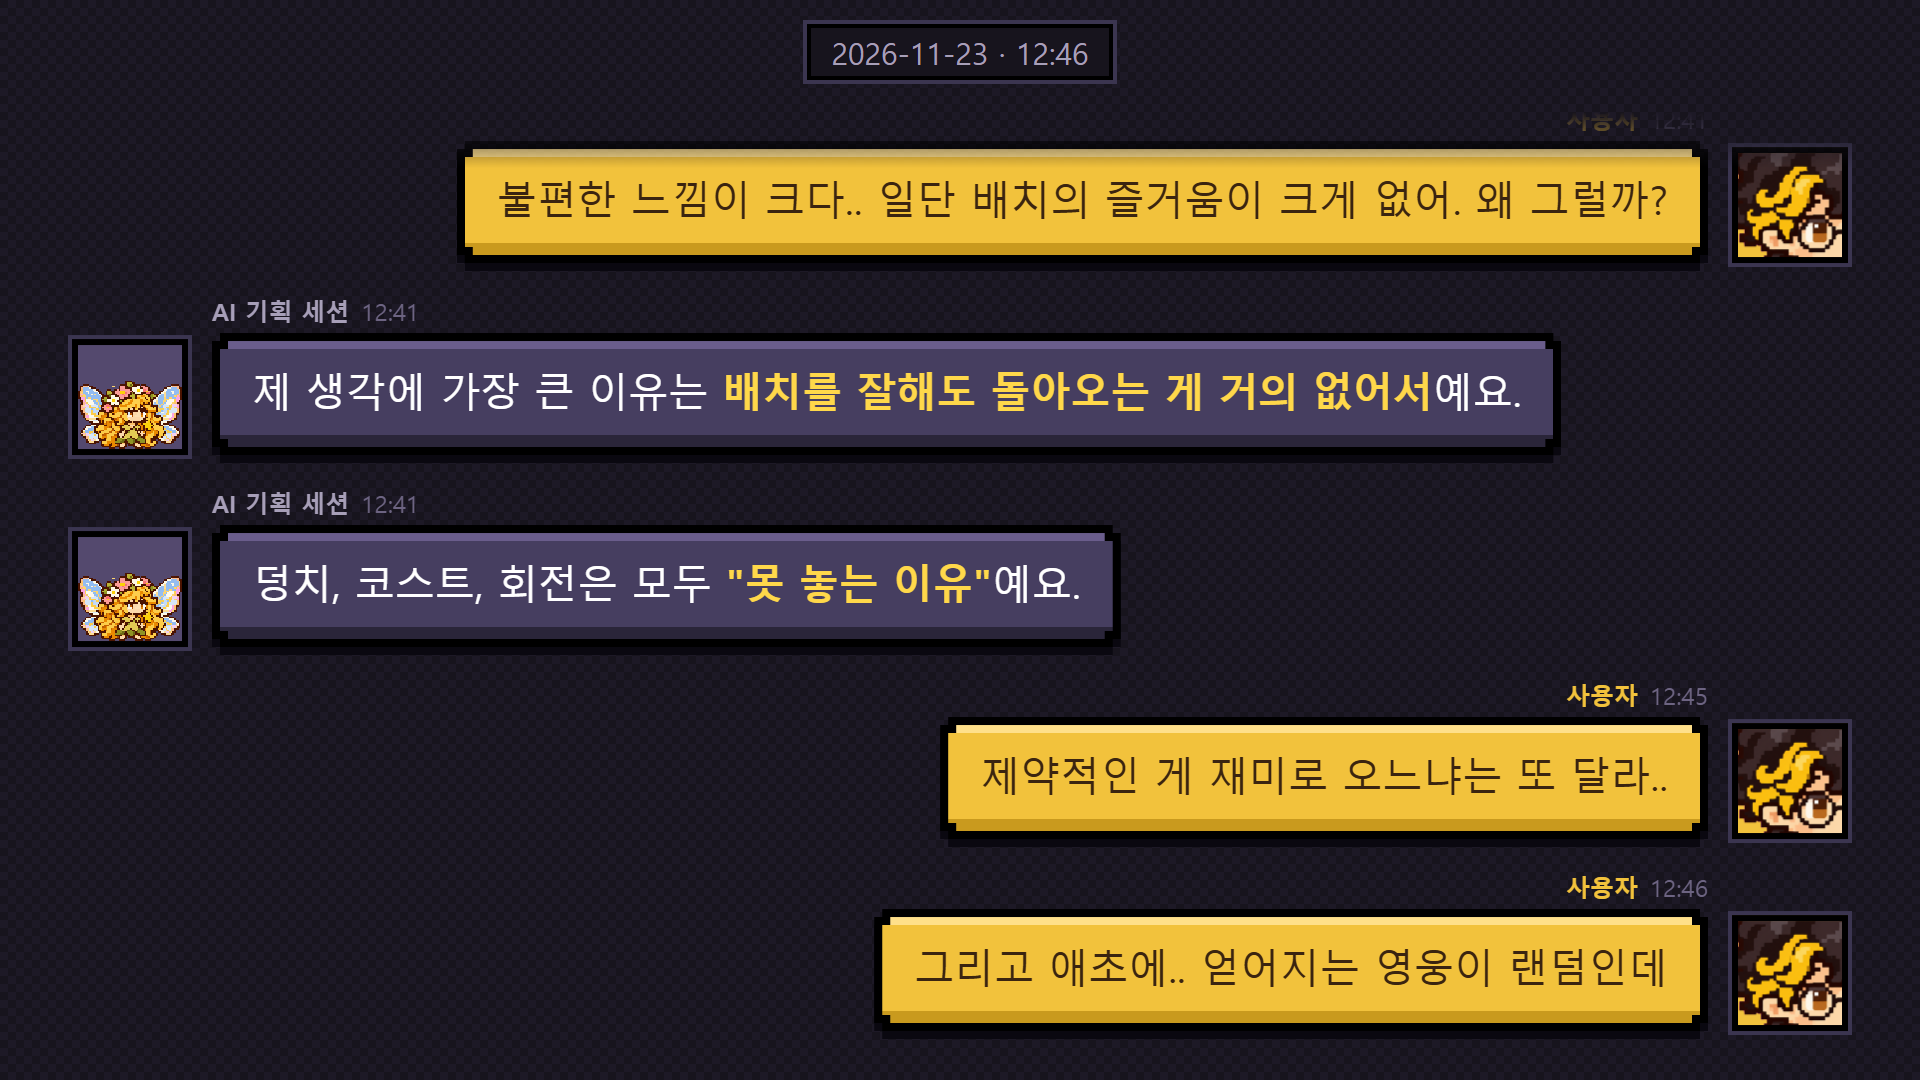 2026-11-23 · 12:46
사용자 12:41
불편한 느낌이 크다.. 일단 배치의 즐거움이 크게 없어. 왜 그럴까?
AI 기획 세션 12:41
제 생각에 가장 큰 이유는 배치를 잘해도 돌아오는 게 거의 없어서예요.
AI 기획 세션 12:41
덩치, 코스트, 회전은 모두 "못 놓는 이유"예요.
사용자 12:45
제약적인 게 재미로 오느냐는 또 달라..
사용자 12:46
그리고 애초에.. 얻어지는 영웅이 랜덤인데